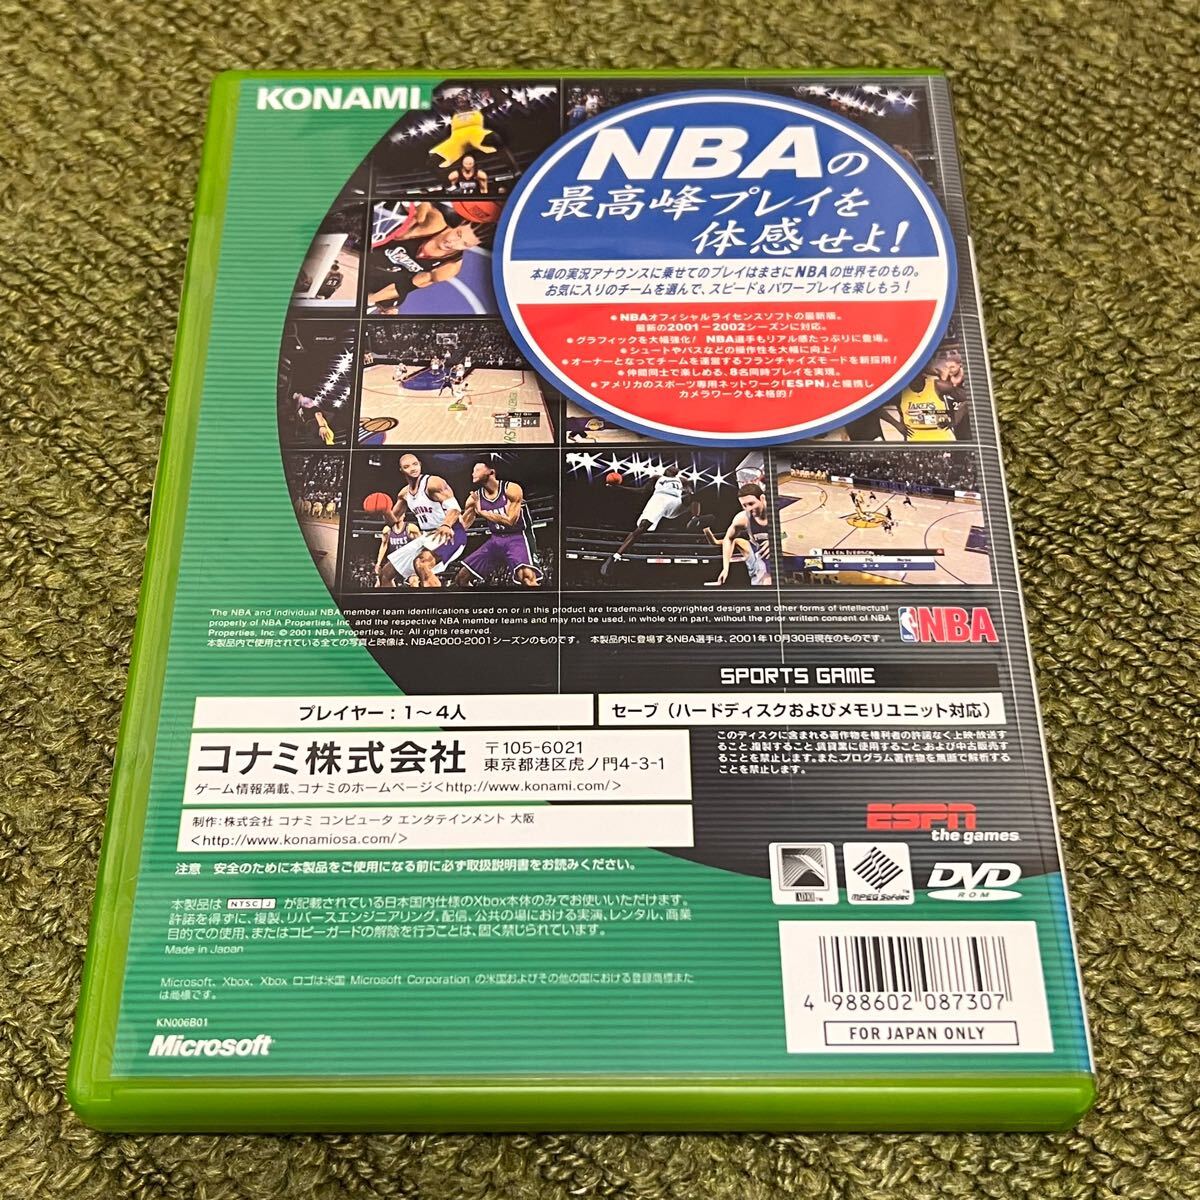 KONAMI®
NBAの
最高峰プレイを
体感せよ!
本場の実況アナウンスに乗せてのプレイはまさにNBAの世界そのもの。
お気に入りのチームを選んで、スピード&パワープレイを楽しもう!
●NBAオフィシャルライセンスソフトの最新版。
最新の2001-2002シーズンに対応。
●グラフィックを大幅強化! NBA選手もリアル感たっぷりに登場。
●シュートやパスなどの操作性を大幅に向上!
●オーナーとなってチームを運営するフランチャイズモードを新採用!
●仲間同士で楽しめる、8名同時プレイを実現。
●アメリカのスポーツ専用ネットワーク「ESPN」と提携し
カメラワークも本格的!
LAKERS
ALLEN IVERSON
The NBA and individual NBA member team identifications used on or in this product are trademarks, copyrighted designs and other forms of intellectual
property of NBA Properties, Inc. and the respective NBA member teams and may not be used, in whole or in part, without the prior written consent of NBA
Properties, Inc. © 2001 NBA Properties, Inc. All rights reserved.
本製品内で使用されている全ての写真と映像は、NBA2000-2001シーズンのものです。 本製品内に登場するNBA選手は、2001年10月30日現在のものです。
NBA
SPORTS GAME
プレイヤー：1～4人
セーブ（ハードディスクおよびメモリユニット対応）
コナミ株式会社
〒105-6021
東京都港区虎ノ門4-3-1
ゲーム情報満載、コナミのホームページ<http://www.konami.com/>
制作：株式会社 コナミ コンピュータ エンタテインメント 大阪
<http://www.konamiosa.com/>
このディスクに含まれる著作物を権利者の許諾なく上映・放送す
ること、複製すること、賃貸業に使用すること、および中古販売す
ることを禁止します。また、プログラム著作物を無断で解析する
ことを禁止します。
ESPN
the games
注意 安全のために本製品をご使用になる前に必ず取扱説明書をお読みください。
MPEG Sofdec™
DVD
ROM
本製品は NTSC J が記載されている日本国内仕様のXbox本体のみでお使いいただけます。
許諾を得ずに、複製、リバースエンジニアリング、配信、公共の場における実演、レンタル、商業
目的での使用、またはコピーガードの解除を行うことは、固く禁じられています。
Made in Japan
Microsoft、Xbox、Xbox ロゴは米国 Microsoft Corporation の米国およびその他の国における登録商標また
は商標です。
KN006B01
Microsoft
4 988602 087307
FOR JAPAN ONLY